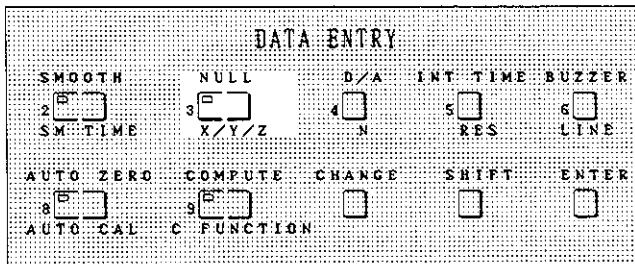 DATA ENTRY
SMOOTH NULL D/A INT TIME BUZZER
2 3 4 5 6
SM TIME X/Y/Z N RES LINE
AUTO ZERO COMPUTE CHANGE SHIFT ENTER
8 9
AUTO CAL C FUNCTION